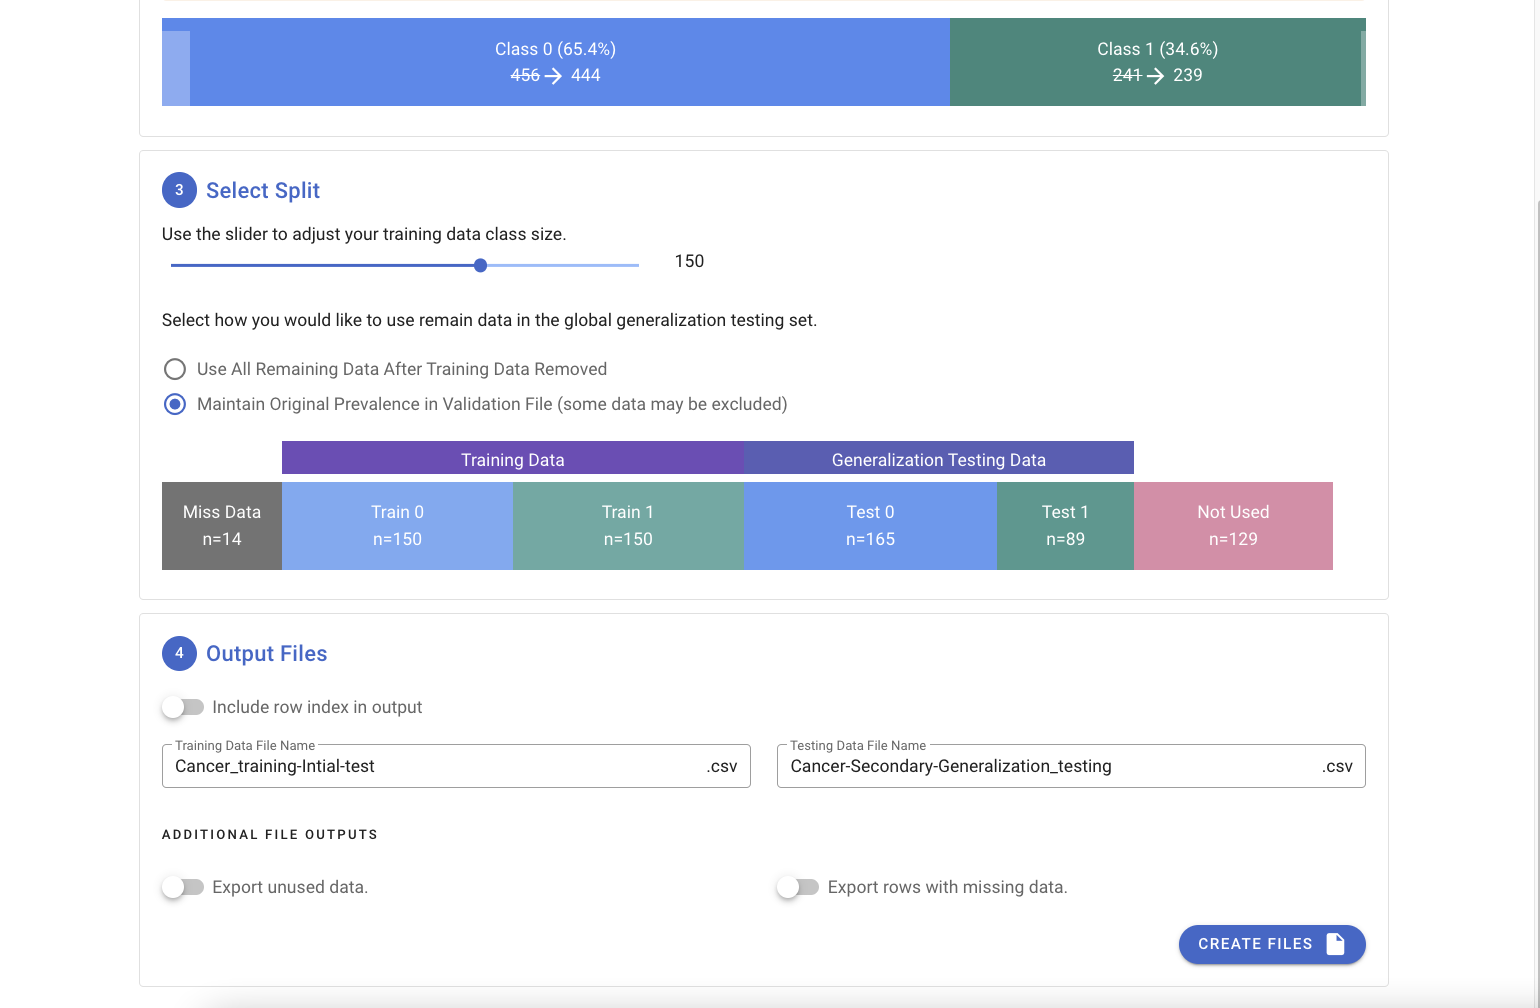 Class 0 (65.4%)
456 → 444
Class 1 (34.6%)
241 → 239
3 Select Split
Use the slider to adjust your training data class size.
150
Select how you would like to use remain data in the global generalization testing set.
Use All Remaining Data After Training Data Removed
Maintain Original Prevalence in Validation File (some data may be excluded)
Training Data
Generalization Testing Data
Miss Data
n=14
Train 0
n=150
Train 1
n=150
Test 0
n=165
Test 1
n=89
Not Used
n=129
4 Output Files
Include row index in output
Training Data File Name
Cancer_training-Intial-test .csv
Testing Data File Name
Cancer-Secondary-Generalization_testing .csv
ADDITIONAL FILE OUTPUTS
Export unused data.
Export rows with missing data.
CREATE FILES